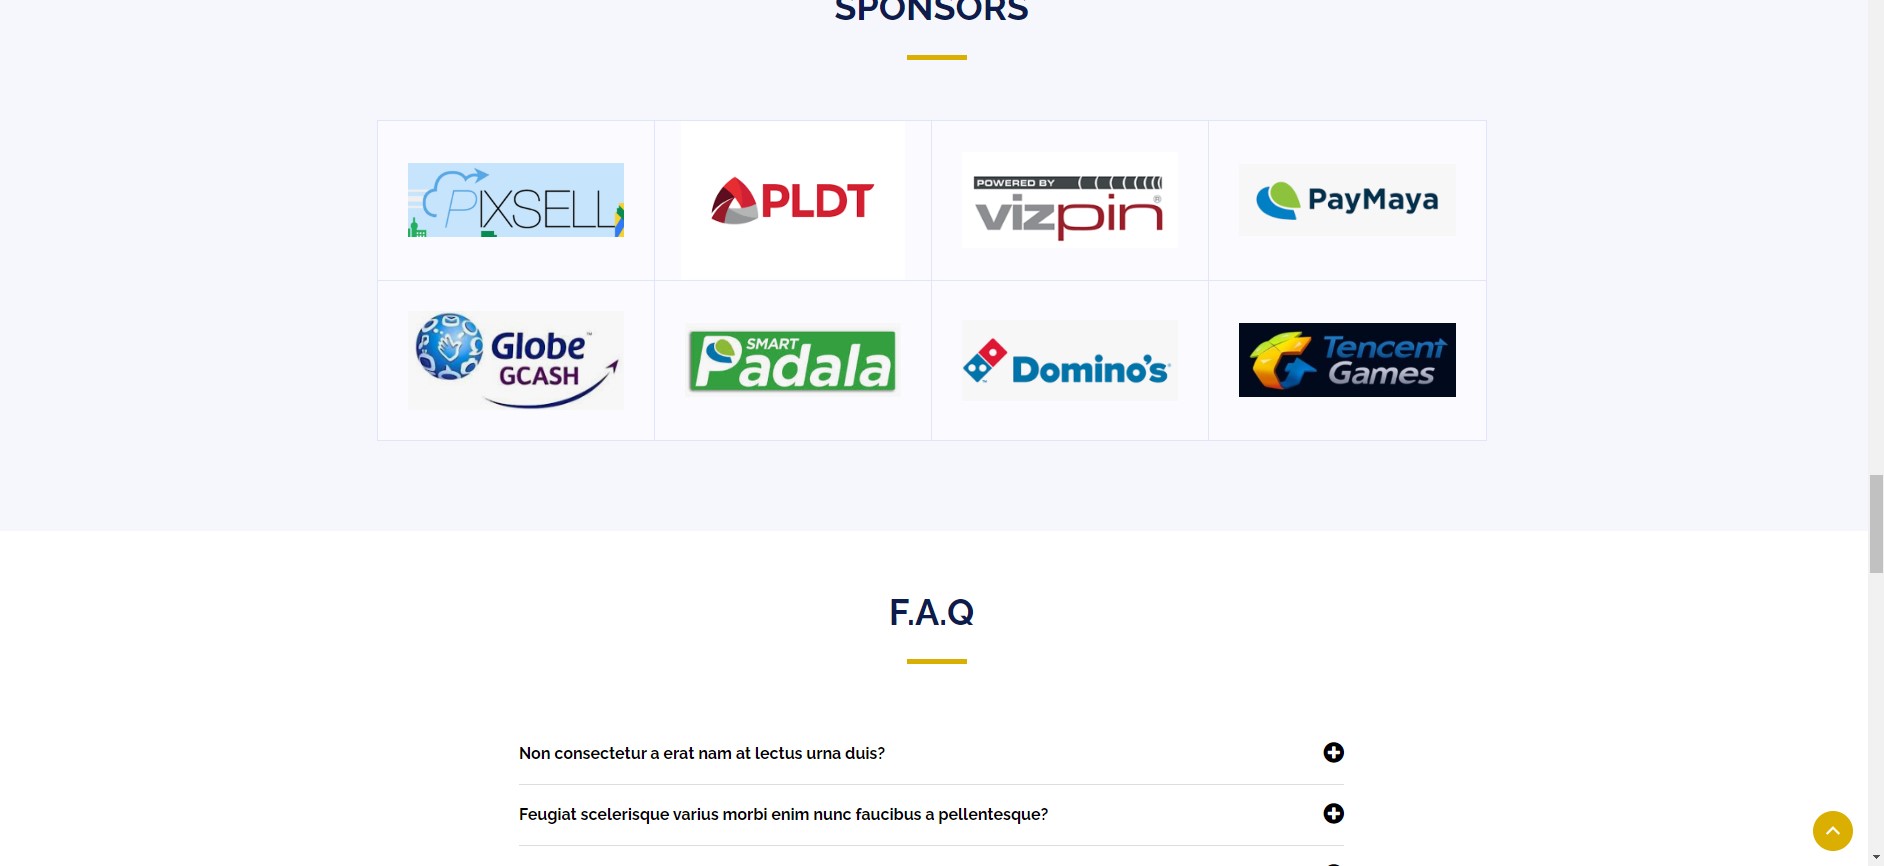 SPONSORS
PIXSELL
PLDT
POWERED BY
vizpin®
PayMaya
Globe™
GCASH
SMART
Padala
Domino's
Tencent
Games
F.A.Q
Non consectetur a erat nam at lectus urna duis?
Feugiat scelerisque varius morbi enim nunc faucibus a pellentesque?